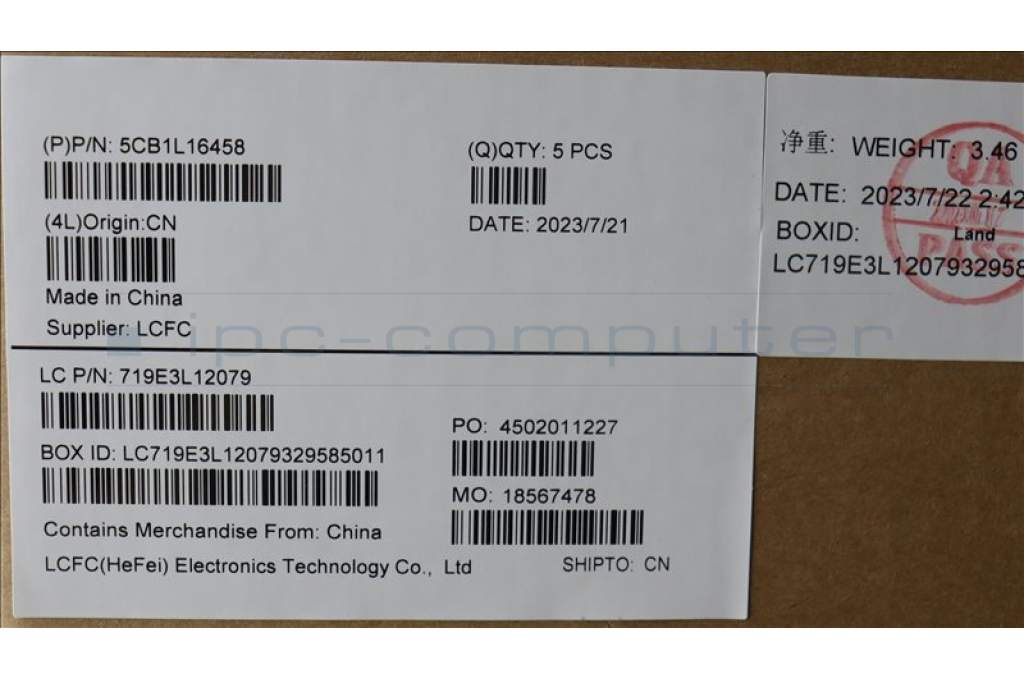 (P)P/N: 5CB1L16458
(Q)QTY: 5 PCS
(4L)Origin:CN
DATE: 2023/7/21
Made in China
Supplier: LCFC
LC P/N: 719E3L12079
BOX ID: LC719E3L12079329585011
PO: 4502011227
MO: 18567478
Contains Merchandise From: China
LCFC(HeFei) Electronics Technology Co., Ltd
SHIPTO: CN
净重: WEIGHT: 3.46
DATE: 2023/7/22 2:42
BOXID: Land
LC719E3L1207932958
QA
PASS
ipc-computer